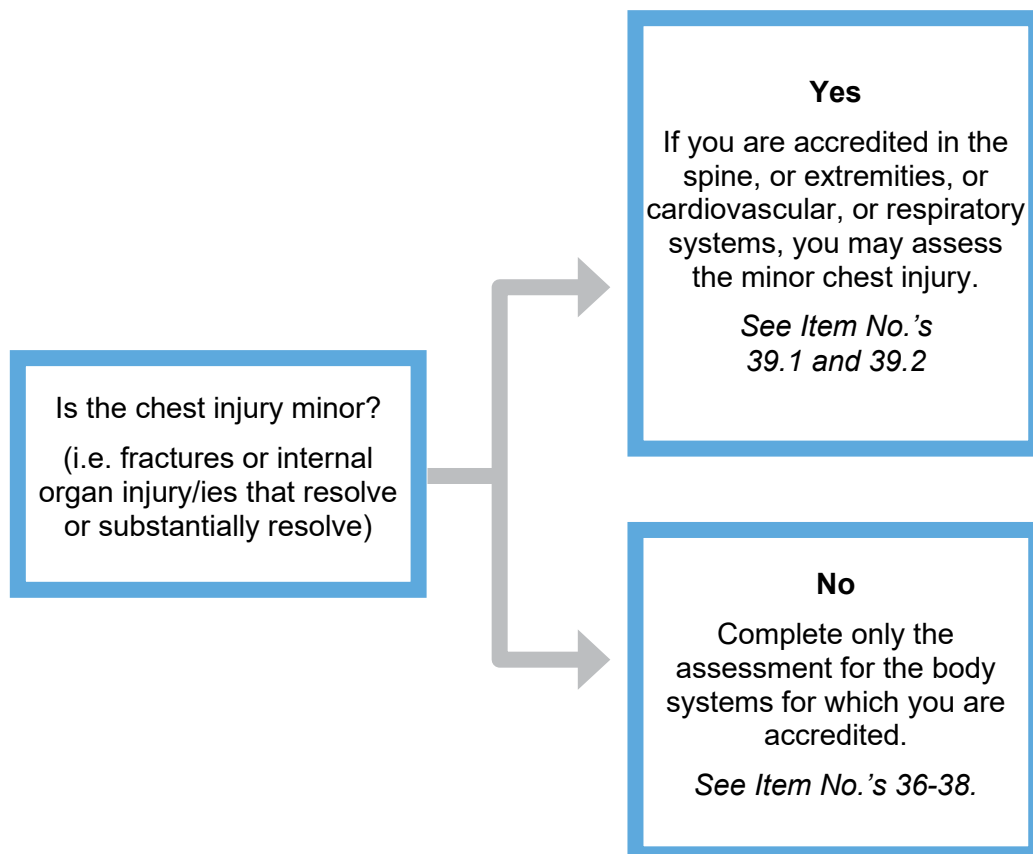 Yes
If you are accredited in the
spine, or extremities, or
cardiovascular, or respiratory
systems, you may assess
the minor chest injury.
See Item No.'s
39.1 and 39.2
Is the chest injury minor?
(i.e. fractures or internal
organ injury/ies that resolve
or substantially resolve)
No
Complete only the
assessment for the body
systems for which you are
accredited.
See Item No.'s 36-38.